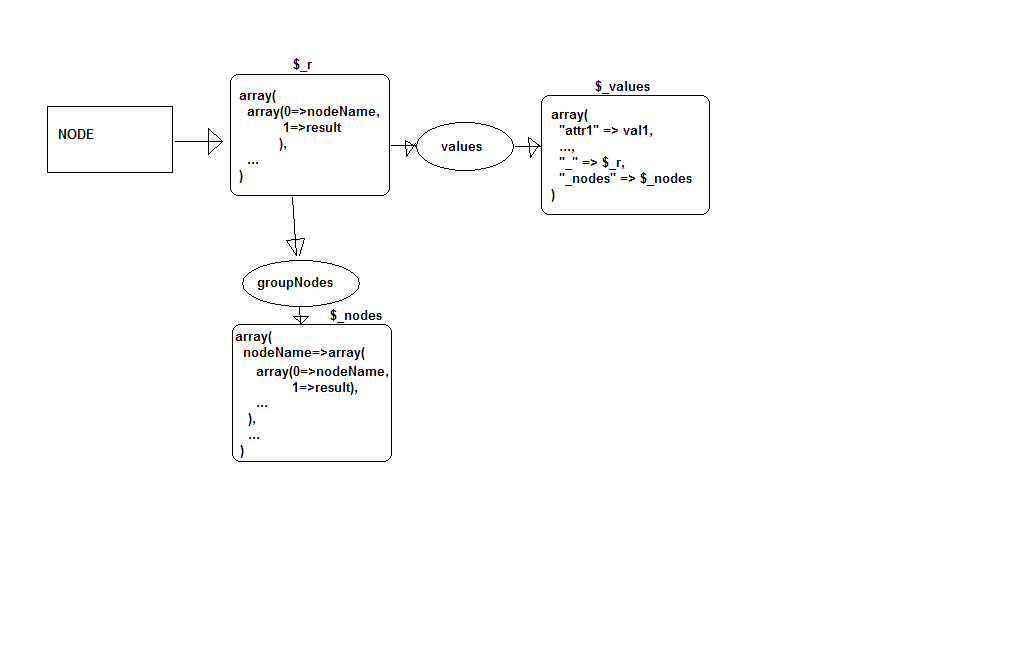 $_r
$_values
NODE
array(
array(0=>nodeName,
1=>result
),
...
)
values
array(
"attr1" => val1,
...,
"_" => $_r,
"_nodes" => $_nodes
)
groupNodes
$_nodes
array(
nodeName=>array(
array(0=>nodeName,
1=>result),
...
),
...
)